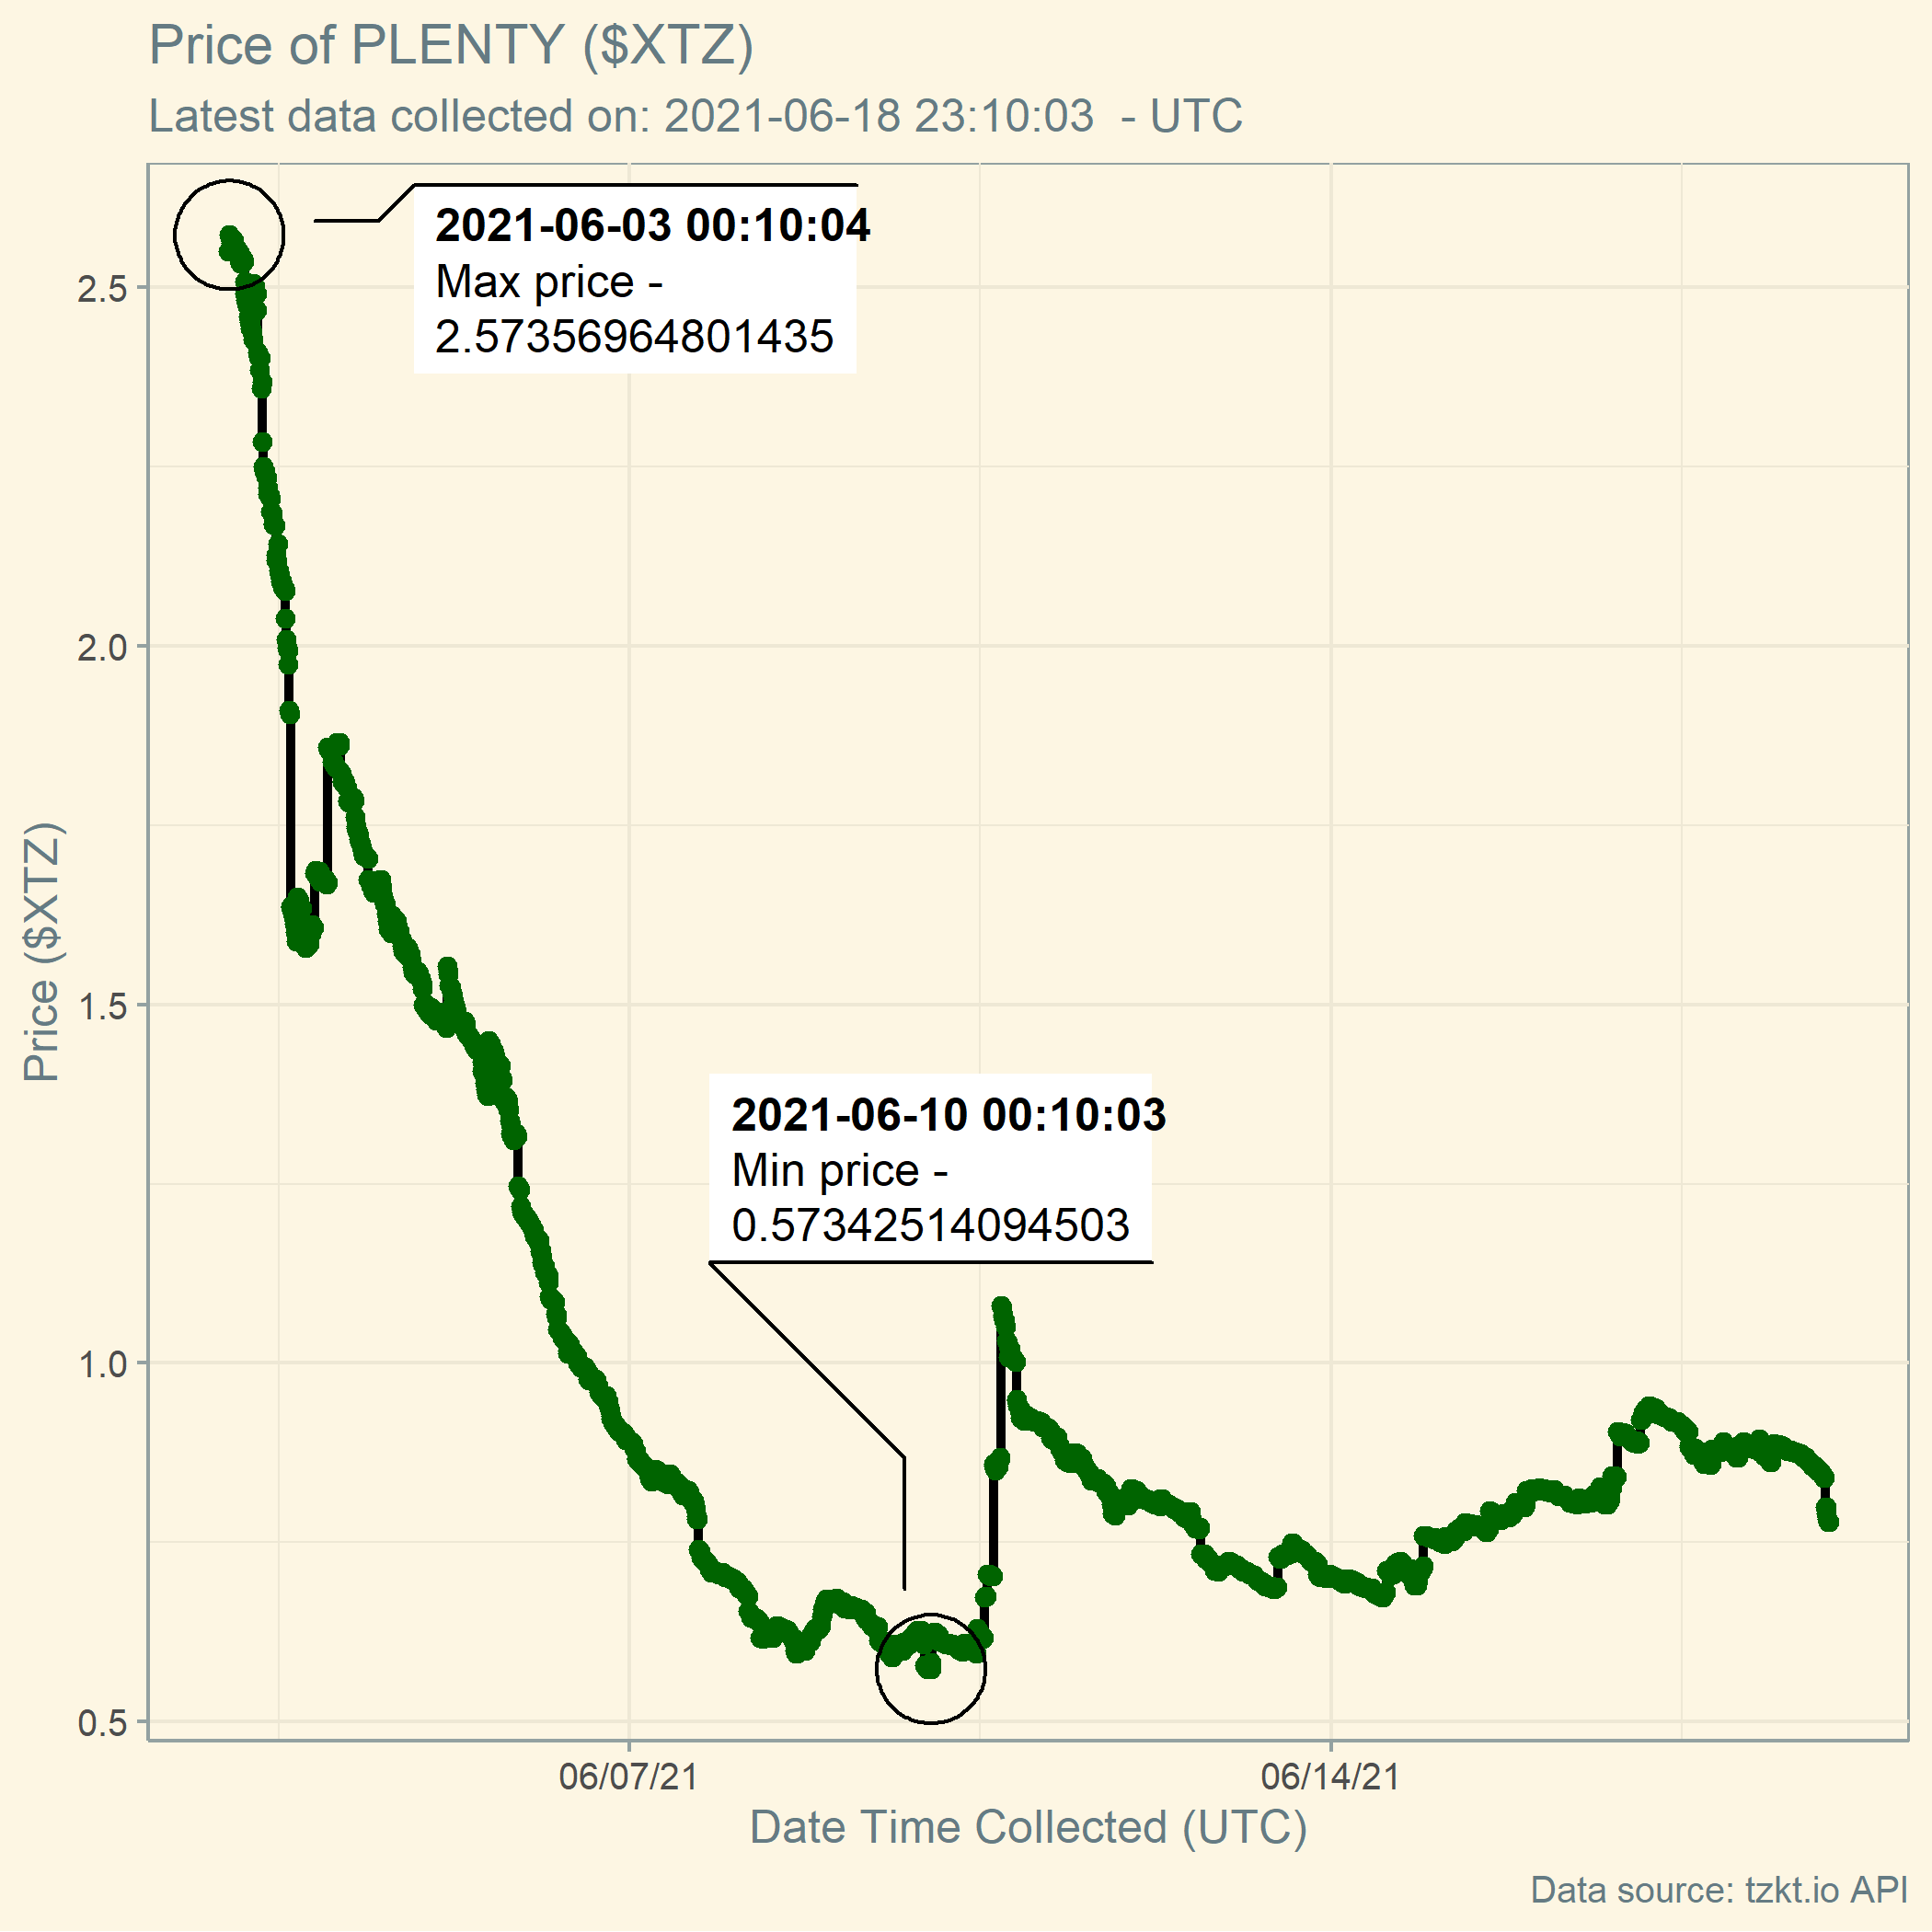 Price of PLENTY ($XTZ)
Latest data collected on: 2021-06-18 23:10:03  - UTC
2021-06-03 00:10:04
Max price -
2.57356964801435
2.5
2.0
1.5
1.0
0.5
Price ($XTZ)
2021-06-10 00:10:03
Min price -
0.57342514094503
06/07/21
06/14/21
Date Time Collected (UTC)
Data source: tzkt.io API